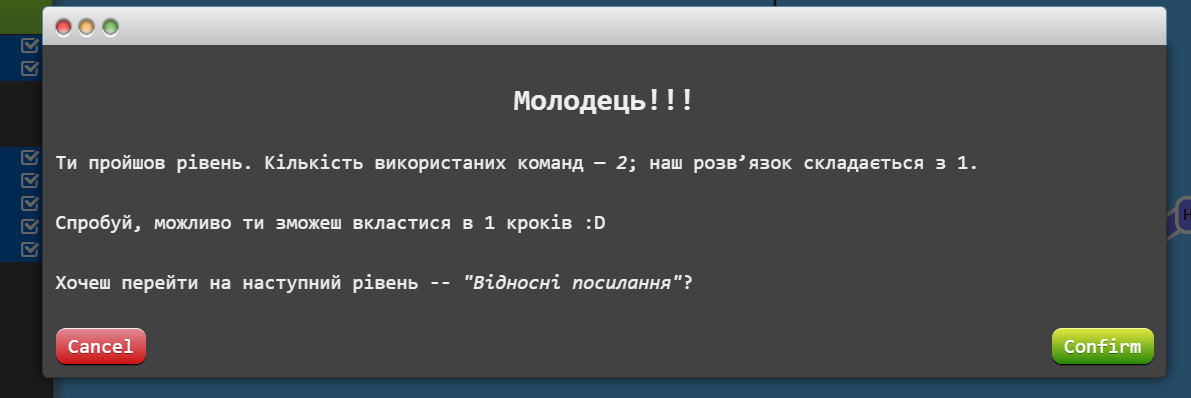 Молодець!!!
Ти пройшов рівень. Кількість використаних команд — 2; наш розв’язок складається з 1.
Спробуй, можливо ти зможеш вкластися в 1 кроків :D
Хочеш перейти на наступний рівень -- "Відносні посилання"?
Cancel
Confirm